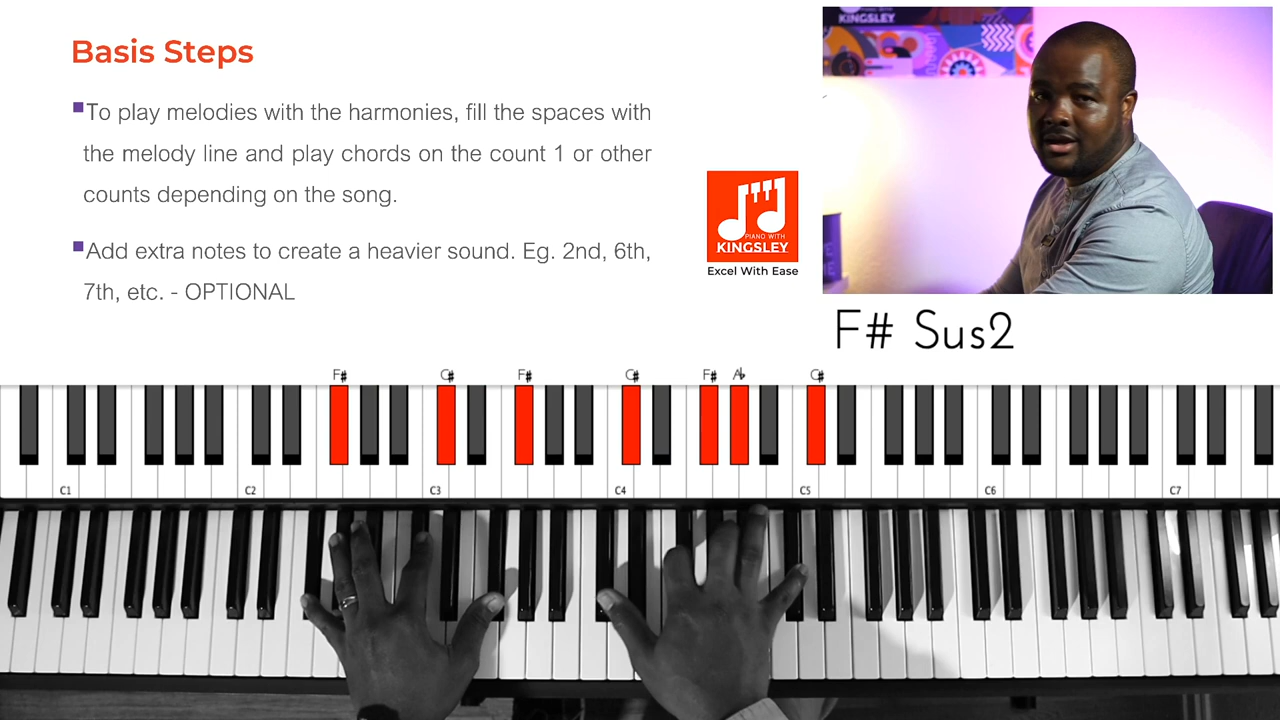 Basis Steps
To play melodies with the harmonies, fill the spaces with
the melody line and play chords on the count 1 or other
counts depending on the song.
Add extra notes to create a heavier sound. Eg. 2nd, 6th,
7th, etc. - OPTIONAL
KINGSLEY
PIANO WITH
KINGSLEY
Excel With Ease
F# Sus2
F# C# F# C# F# A♭ C#
C1 C2 C3 C4 C5 C6 C7